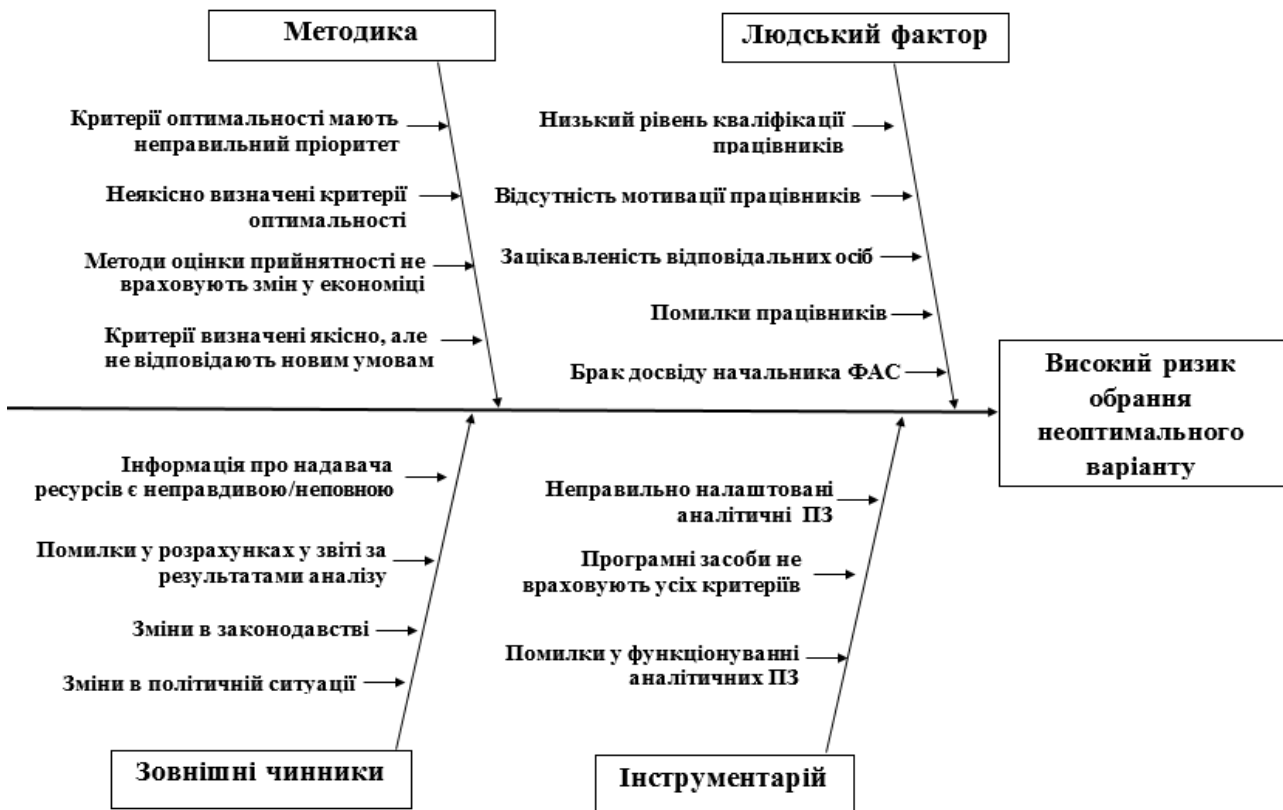 Методика
Людський фактор
Критерії оптимальності мають
неправильний пріоритет
Неякісно визначені критерії
оптимальності
Методи оцінки прийнятності не
враховують змін у економіці
Критерії визначені якісно, але
не відповідають новим умовам
Низький рівень кваліфікації
працівників
Відсутність мотивації працівників
Зацікавленість відповідальних осіб
Помилки працівників
Брак досвіду начальника ФАС
Високий ризик
обрання
неоптимального
варіанту
Інформація про надавача
ресурсів є неправдивою/неповною
Помилки у розрахунках у звіті за
результатами аналізу
Зміни в законодавстві
Зміни в політичній ситуації
Неправильно налаштовані
аналітичні ПЗ
Програмні засоби не
враховують усіх критеріїв
Помилки у функціонуванні
аналітичних ПЗ
Зовнішні чинники
Інструментарій